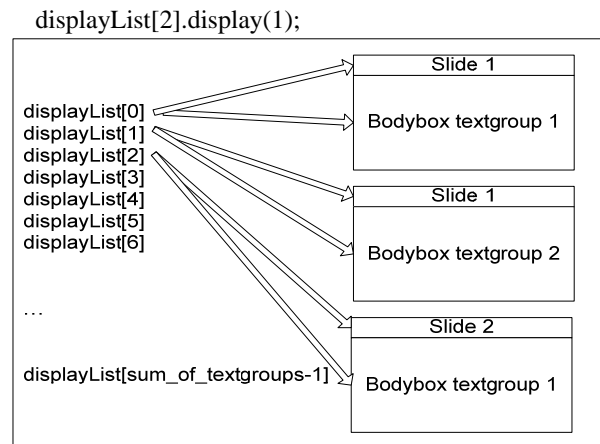 displayList[2].display(1);
displayList[0]
displayList[1]
displayList[2]
displayList[3]
displayList[4]
displayList[5]
displayList[6]
...
displayList[sum_of_textgroups-1]
Slide 1
Bodybox textgroup 1
Slide 1
Bodybox textgroup 2
Slide 2
Bodybox textgroup 1